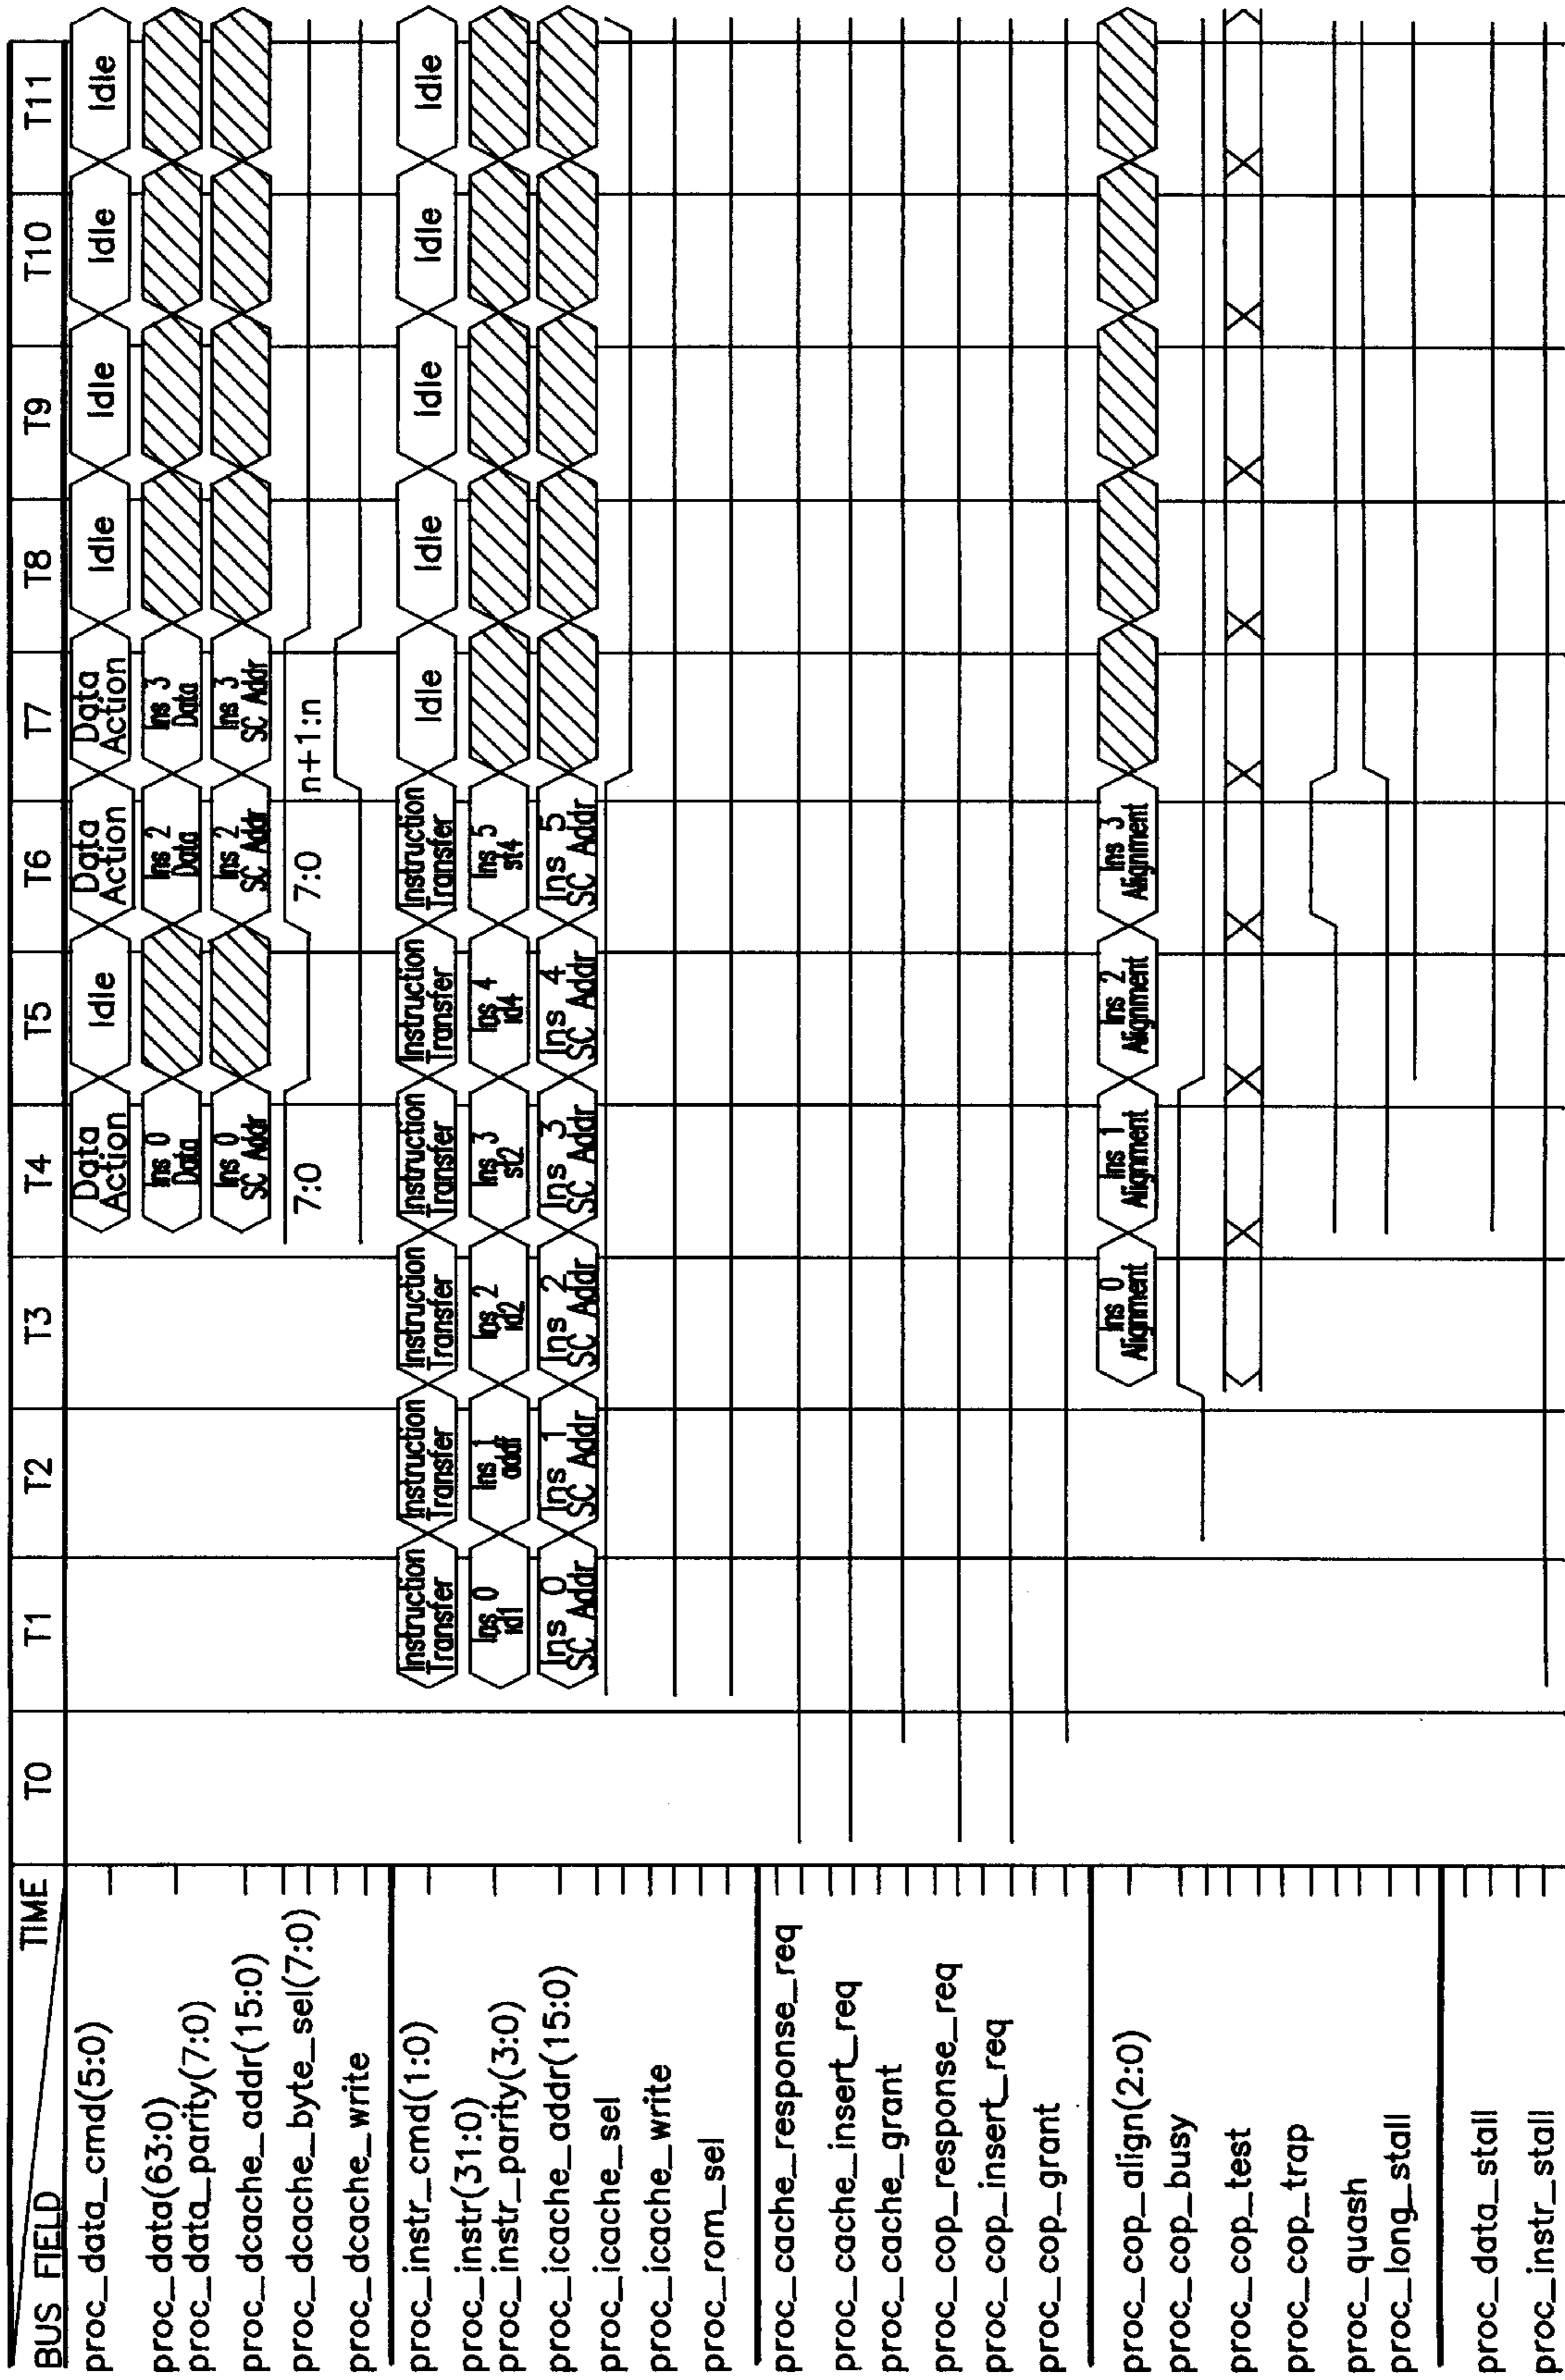 BUS FIELD TIME T0 T1 T2 T3 T4 T5 T6 T7 T8 T9 T10 T11
proc_data_cmd(5:0) Data Action Idle Data Action Data Action Idle Idle Idle Idle
proc_data(63:0)
proc_data_parity(7:0) Ins 0 Data Ins 2 Data Ins 3 Data
proc_dcache_addr(15:0) Ins 0 SC Addr Ins 2 SC Addr Ins 3 SC Addr
proc_dcache_byte_sel(7:0) 7:0 7:0 n+1:n
proc_dcache_write
proc_instr_cmd(1:0) Instruction Transfer Instruction Transfer Instruction Transfer Instruction Transfer Instruction Transfer Instruction Transfer Idle Idle Idle Idle Idle
proc_instr(31:0)
proc_instr_parity(3:0) Ins 0 id1 Ins 1 addf Ins 2 id2 Ins 3 st2 Ins 4 id4 Ins 5 st4
proc_icache_addr(15:0) Ins 0 SC Addr Ins 1 SC Addr Ins 2 SC Addr Ins 3 SC Addr Ins 4 SC Addr Ins 5 SC Addr
proc_icache_sel
proc_icache_write
proc_rom_sel
proc_cache_response_req
proc_cache_insert_req
proc_cache_grant
proc_cop_response_req
proc_cop_insert_req
proc_cop_grant
proc_cop_align(2:0) Ins 0 Alignment Ins 1 Alignment Ins 2 Alignment Ins 3 Alignment
proc_cop_busy
proc_cop_test
proc_cop_trap
proc_quash
proc_long_stall
proc_data_stall
proc_instr_stall